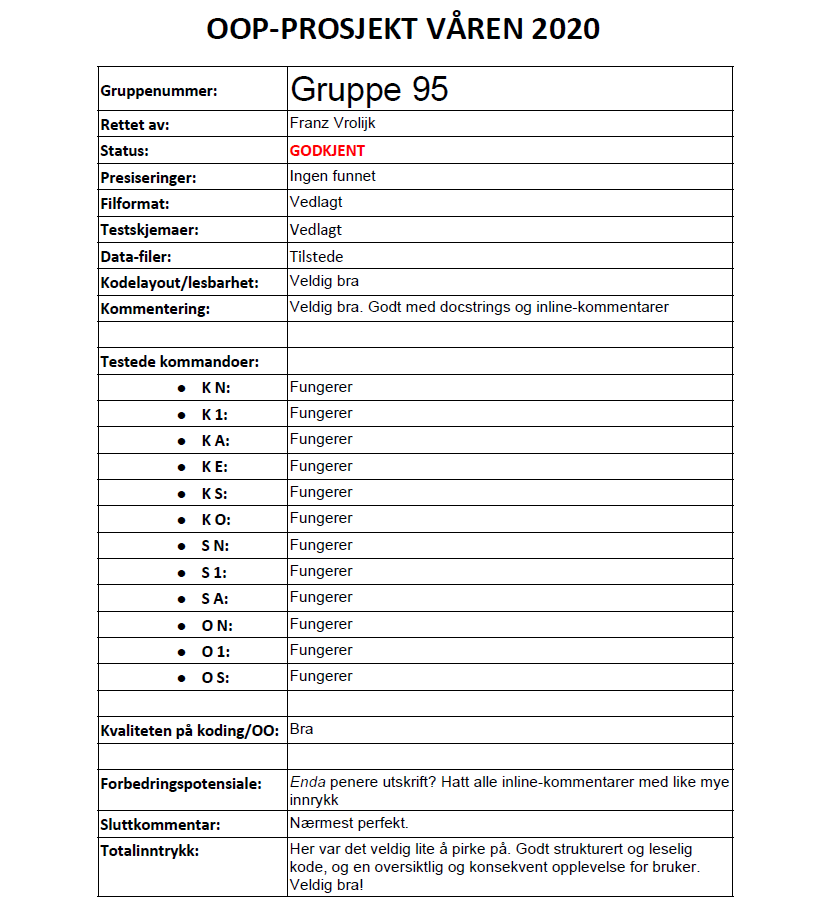 OOP-PROSJEKT VÅREN 2020
Gruppenummer: Gruppe 95
Rettet av: Franz Vrolijk
Status: GODKJENT
Presiseringer: Ingen funnet
Filformat: Vedlagt
Testskjemaer: Vedlagt
Data-filer: Tilstede
Kodelayout/lesbarhet: Veldig bra
Kommentering: Veldig bra. Godt med docstrings og inline-kommentarer
Testede kommandoer:
● K N: Fungerer
● K 1: Fungerer
● K A: Fungerer
● K E: Fungerer
● K S: Fungerer
● K O: Fungerer
● S N: Fungerer
● S 1: Fungerer
● S A: Fungerer
● O N: Fungerer
● O 1: Fungerer
● O S: Fungerer
Kvaliteten på koding/OO: Bra
Forbedringspotensiale: Enda penere utskrift? Hatt alle inline-kommentarer med like mye
innrykk
Sluttkommentar: Nærmest perfekt.
Totalinntrykk: Her var det veldig lite å pirke på. Godt strukturert og leselig
kode, og en oversiktlig og konsekvent opplevelse for bruker.
Veldig bra!